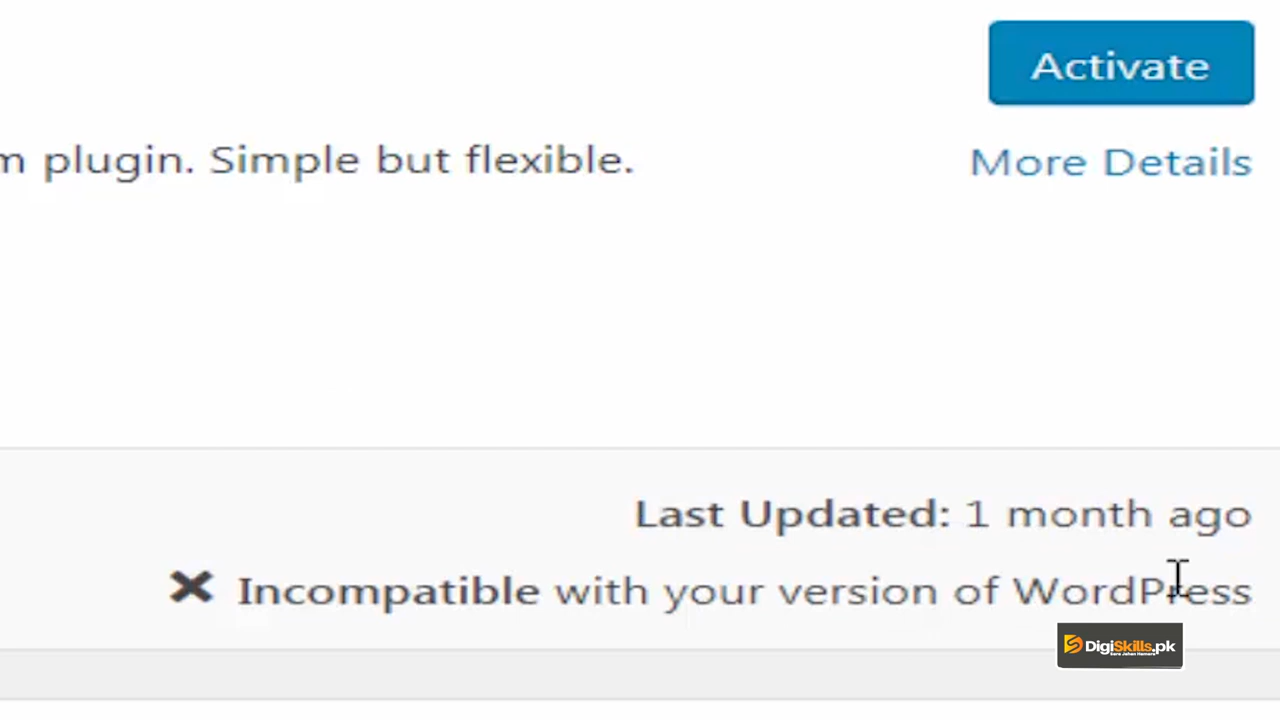 Activate
m plugin. Simple but flexible.
More Details
Last Updated: 1 month ago
Incompatible with your version of WordPress
DigiSkills.pk